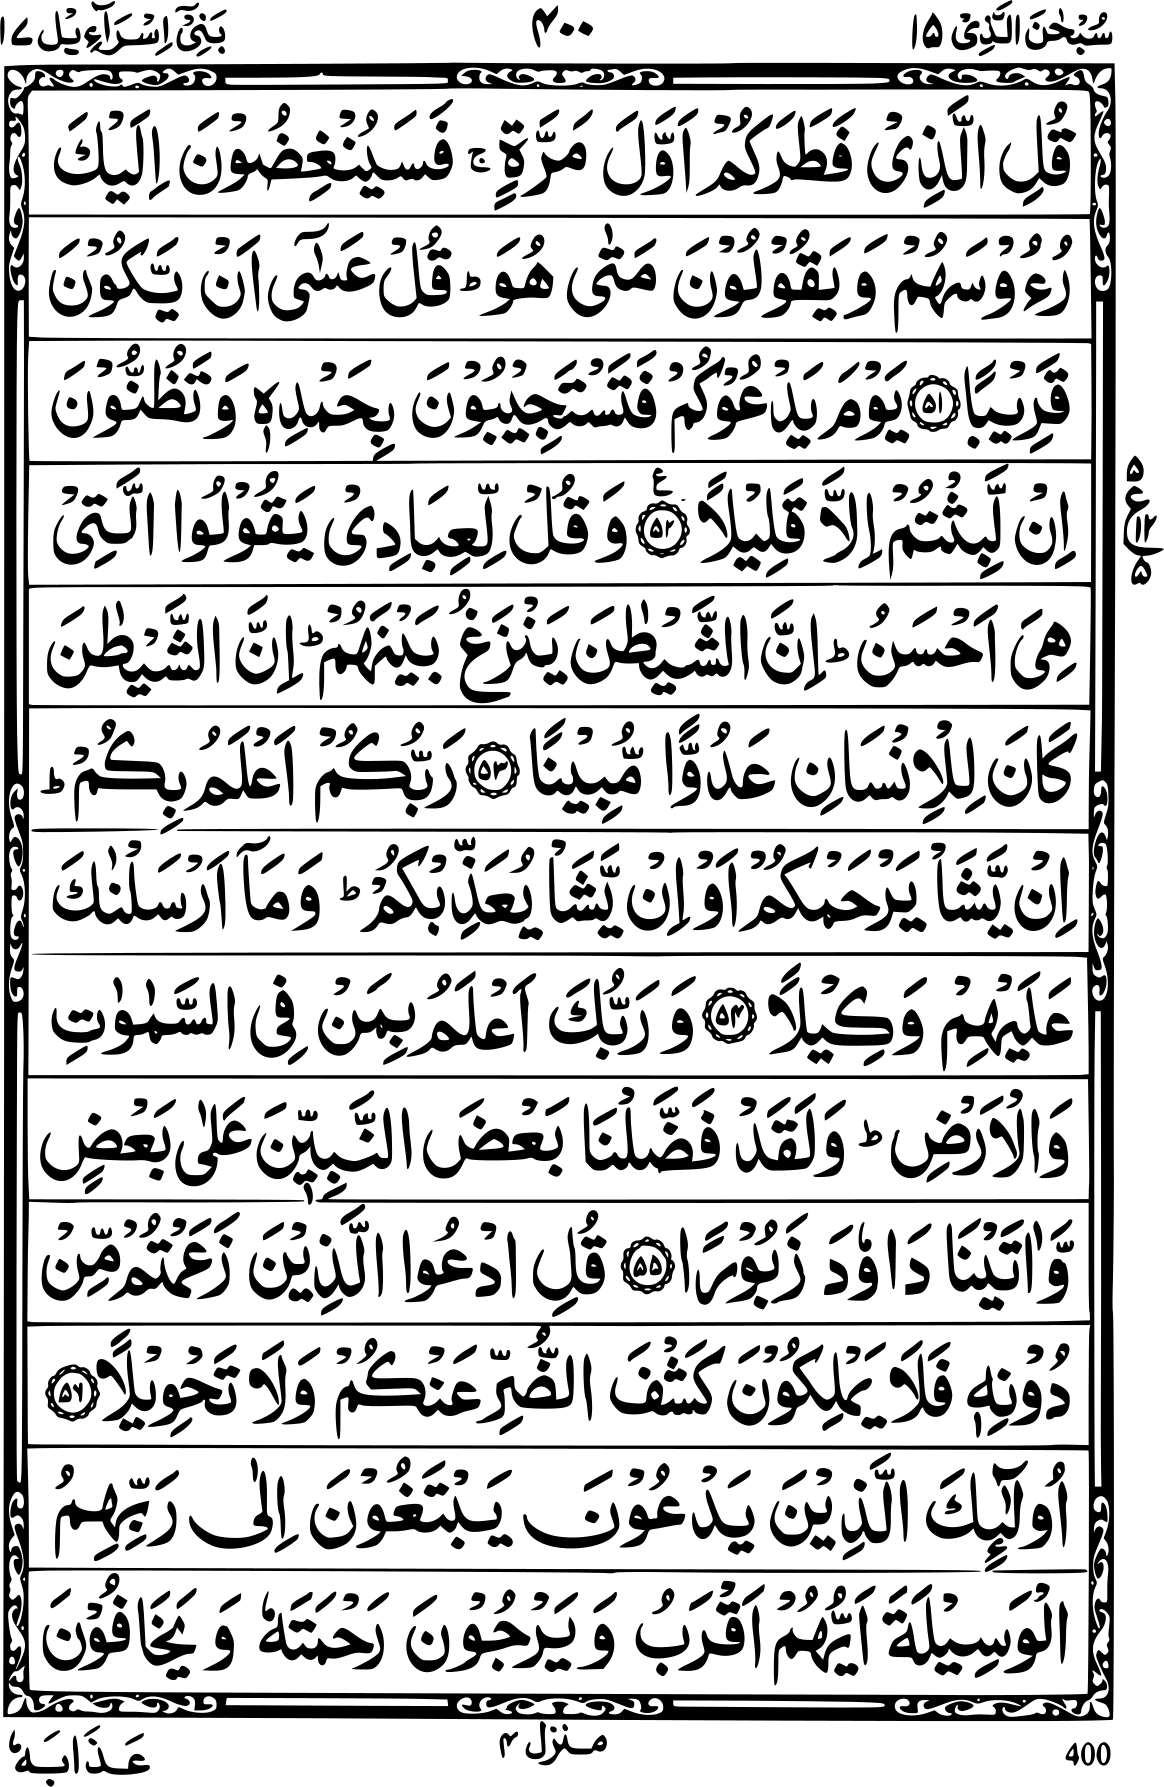 سُبْحٰنَ الَّذِیْۤ ۱۵
۴۰۰
بَنِیْۤ اِسْرَآءِیْل ۱۷
قُلِ الَّذِیْ فَطَرَكُمْ اَوَّلَ مَرَّةٍ ۚ فَسَیُنْغِضُوْنَ اِلَیْكَ
رُءُوْسَهُمْ وَ یَقُوْلُوْنَ مَتٰى هُوَ ؕ قُلْ عَسٰۤى اَنْ یَّكُوْنَ
قَرِیْبًا ﴿۵۱﴾ یَوْمَ یَدْعُوْكُمْ فَتَسْتَجِیْبُوْنَ بِحَمْدِهٖ وَ تَظُنُّوْنَ
اِنْ لَّبِثْتُمْ اِلَّا قَلِیْلًا ﴿۵۲﴾ ع وَ قُلْ لِّعِبَادِیْ یَقُوْلُوا الَّتِیْ
۵ ع ۱۲ ۵
هِیَ اَحْسَنُ ؕ اِنَّ الشَّیْطٰنَ یَنْزَغُ بَیْنَهُمْ ؕ اِنَّ الشَّیْطٰنَ
كَانَ لِلْاِنْسَانِ عَدُوًّا مُّبِیْنًا ﴿۵۳﴾ رَبُّكُمْ اَعْلَمُ بِكُمْ ؕ
اِنْ یَّشَاْ یَرْحَمْكُمْ اَوْ اِنْ یَّشَاْ یُعَذِّبْكُمْ ؕ وَ مَاۤ اَرْسَلْنٰكَ
عَلَیْهِمْ وَكِیْلًا ﴿۵۴﴾ وَ رَبُّكَ اَعْلَمُ بِمَنْ فِی السَّمٰوٰتِ
وَ الْاَرْضِ ؕ وَ لَقَدْ فَضَّلْنَا بَعْضَ النَّبِیّٖنَ عَلٰى بَعْضٍ
وَّ اٰتَیْنَا دَاوٗدَ زَبُوْرًا ﴿۵۵﴾ قُلِ ادْعُوا الَّذِیْنَ زَعَمْتُمْ مِّنْ
دُوْنِهٖ فَلَا یَمْلِكُوْنَ كَشْفَ الضُّرِّ عَنْكُمْ وَ لَا تَحْوِیْلًا ﴿۵۶﴾
اُولٰٓىِٕكَ الَّذِیْنَ یَدْعُوْنَ یَبْتَغُوْنَ اِلٰى رَبِّهِمُ
الْوَسِیْلَةَ اَیُّهُمْ اَقْرَبُ وَ یَرْجُوْنَ رَحْمَتَهٗ وَ یَخَافُوْنَ
400
منزل ۴
عَذَابَهٗ